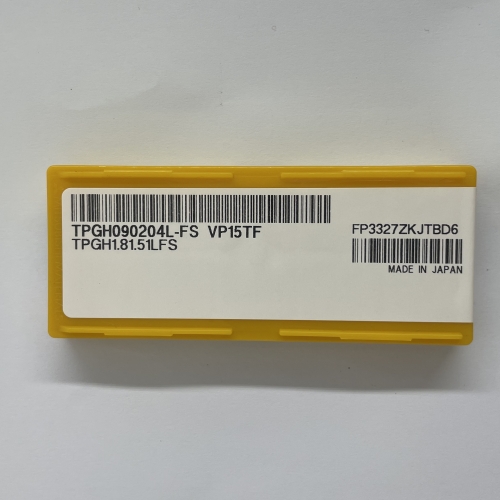 TPGH090204L-FS VP15TF
TPGH1.81.51LFS
FP3327ZKJTBD6
MADE IN JAPAN